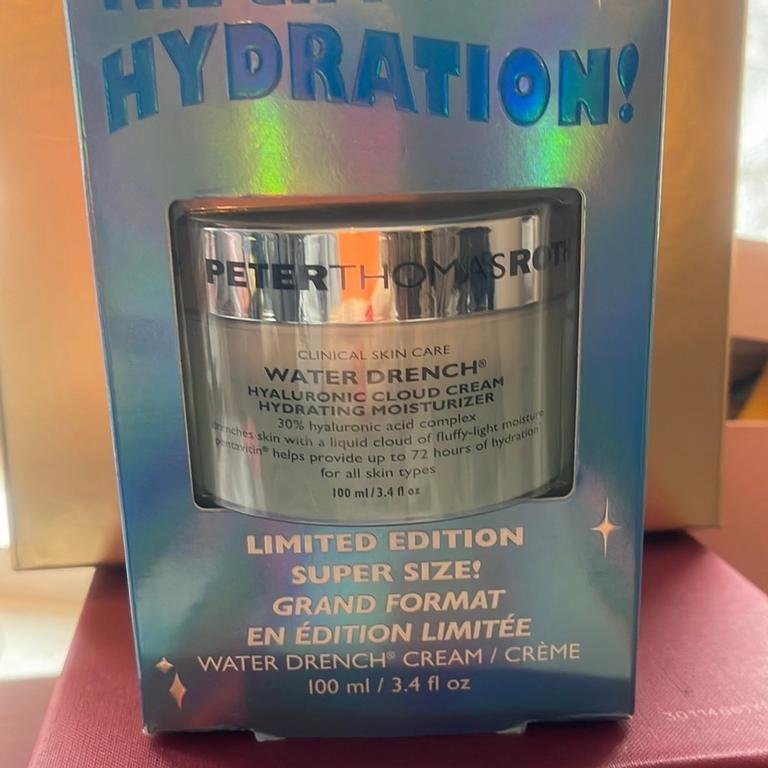 HYDRATION!
PETER THOMAS ROTH
CLINICAL SKIN CARE
WATER DRENCH®
HYALURONIC CLOUD CREAM
HYDRATING MOISTURIZER
30% hyaluronic acid complex
drenches skin with a liquid cloud of fluffy-light moisture
pentavitin® helps provide up to 72 hours of hydration*
for all skin types
100 ml/3.4 fl oz
LIMITED EDITION
SUPER SIZE!
GRAND FORMAT
EN ÉDITION LIMITÉE
WATER DRENCH® CREAM / CRÈME
100 ml / 3.4 fl oz